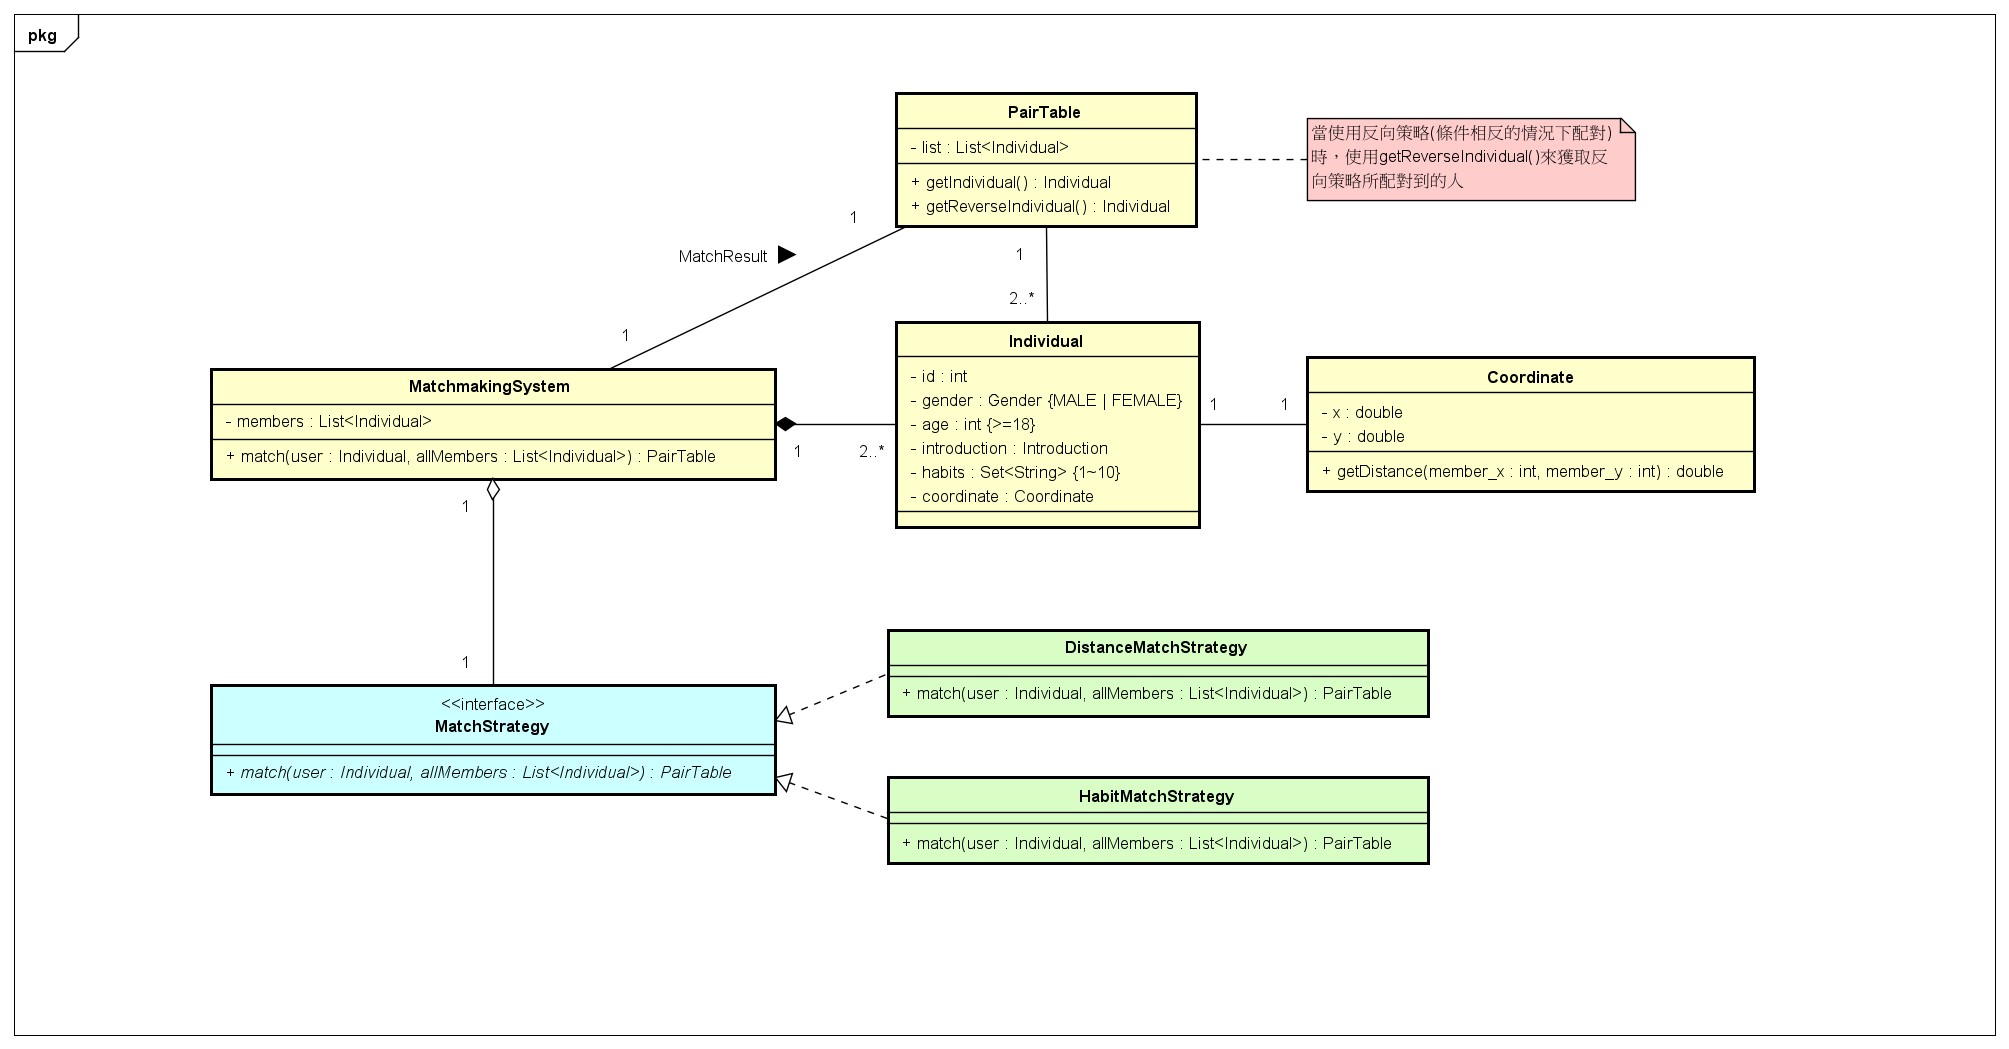 pkg
PairTable
- list : List<Individual>
+ getIndividual() : Individual
+ getReverseIndividual() : Individual
當使用反向策略(條件相反的情況下配對)
時，使用getReverseIndividual()來獲取反
向策略所配對到的人
1
MatchResult
1
1
2..*
MatchmakingSystem
- members : List<Individual>
+ match(user : Individual, allMembers : List<Individual>) : PairTable
1
2..*
Individual
- id : int
- gender : Gender {MALE | FEMALE}
- age : int {>=18}
- introduction : Introduction
- habits : Set<String> {1~10}
- coordinate : Coordinate
1
1
Coordinate
- x : double
- y : double
+ getDistance(member_x : int, member_y : int) : double
1
1
<<interface>>
MatchStrategy
+ match(user : Individual, allMembers : List<Individual>) : PairTable
DistanceMatchStrategy
+ match(user : Individual, allMembers : List<Individual>) : PairTable
HabitMatchStrategy
+ match(user : Individual, allMembers : List<Individual>) : PairTable